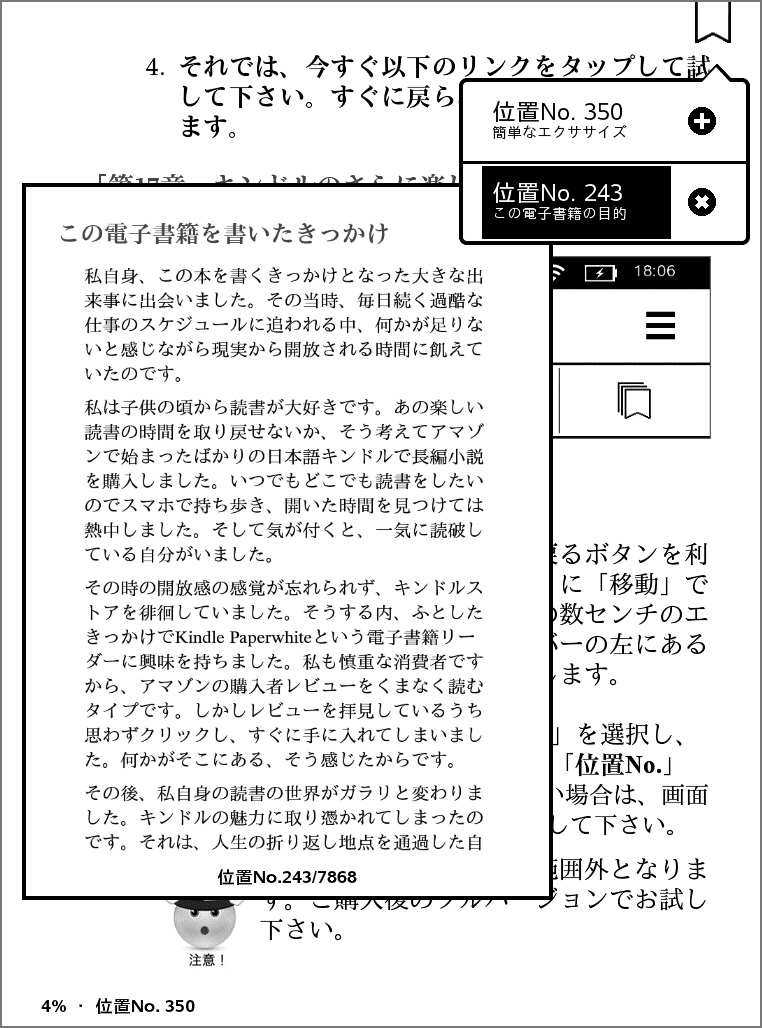 4. それでは、今すぐ以下のリンクをタップして試
して下さい。すぐに戻ら
ます。
位置No. 350
簡単なエクササイズ
位置No. 243
この電子書籍の目的
18:06
この電子書籍を書いたきっかけ
私自身、この本を書くきっかけとなった大きな出
来事に出会いました。その当時、毎日続く過酷な
仕事のスケジュールに追われる中、何かが足りな
いと感じながら現実から開放される時間に飢えて
いたのです。
私は子供の頃から読書が大好きです。あの楽しい
読書の時間を取り戻せないか、そう考えてアマゾ
ンで始まったばかりの日本語キンドルで長編小説
を購入しました。いつでもどこでも読書をしたい
のでスマホで持ち歩き、開いた時間を見つけては
熱中しました。そして気が付くと、一気に読破し
ている自分がいました。
その時の開放感の感覚が忘れられず、キンドルス
トアを徘徊していました。そうする内、ふとした
きっかけでKindle Paperwhiteという電子書籍リー
ダーに興味を持ちました。私も慎重な消費者です
から、アマゾンの購入者レビューをくまなく読む
タイプです。しかしレビューを拝見しているうち
思わずクリックし、すぐに手に入れてしまいまし
た。何かがそこにある、そう感じたからです。
その後、私自身の読書の世界がガラリと変わりま
した。キンドルの魅力に取り憑かれてしまったの
です。それは、人生の折り返し地点を通過した自
位置No.243/7868
るボタンを利
に「移動」で
数センチのエ
バーの左にある
ます。
」を選択し、
「位置No.」
い場合は、画面
して下さい。
範囲外となりま
す。ご購入後のフルバージョンでお試し
下さい。
注意！
4% · 位置No. 350